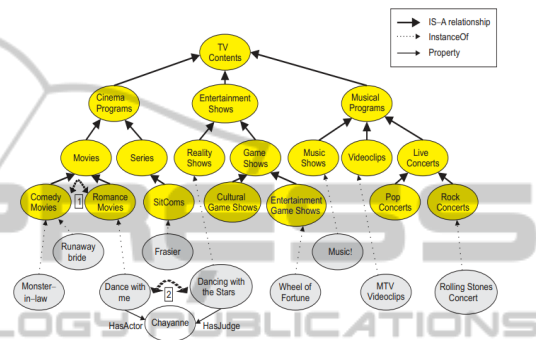 IS-A relationship
InstanceOf
Property
TV
Contents
Cinema
Programs
Entertainment
Shows
Musical
Programs
Movies
Series
Reality
Shows
Game
Shows
Music
Shows
Videoclips
Live
Concerts
Comedy
Movies
1
Romance
Movies
SitComs
Cultural
Game Shows
Entertainment
Game Shows
Pop
Concerts
Rock
Concerts
Runaway
bride
Frasier
Music!
Monster-
in-law
Dance with
me
2
Dancing with
the Stars
Wheel of
Fortune
MTV
Videoclips
Rolling Stones
Concert
HasActor
Chayanne
HasJudge
PRESS
LOGY PUBLICATIONS